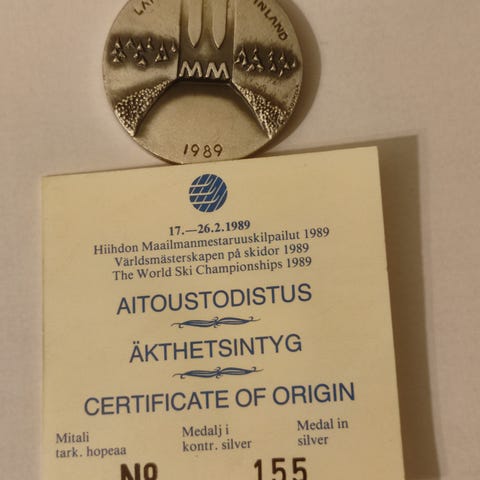 MM
1989
17.—26.2.1989
Hiihdon Maailmanmestaruuskilpailut 1989
Världsmästerskapen på skidor 1989
The World Ski Championships 1989
AITOUSTODISTUS
ÄKTHETSINTYG
CERTIFICATE OF ORIGIN
Mitali Medalj i Medal in
tark. hopeaa kontr. silver silver
No 155